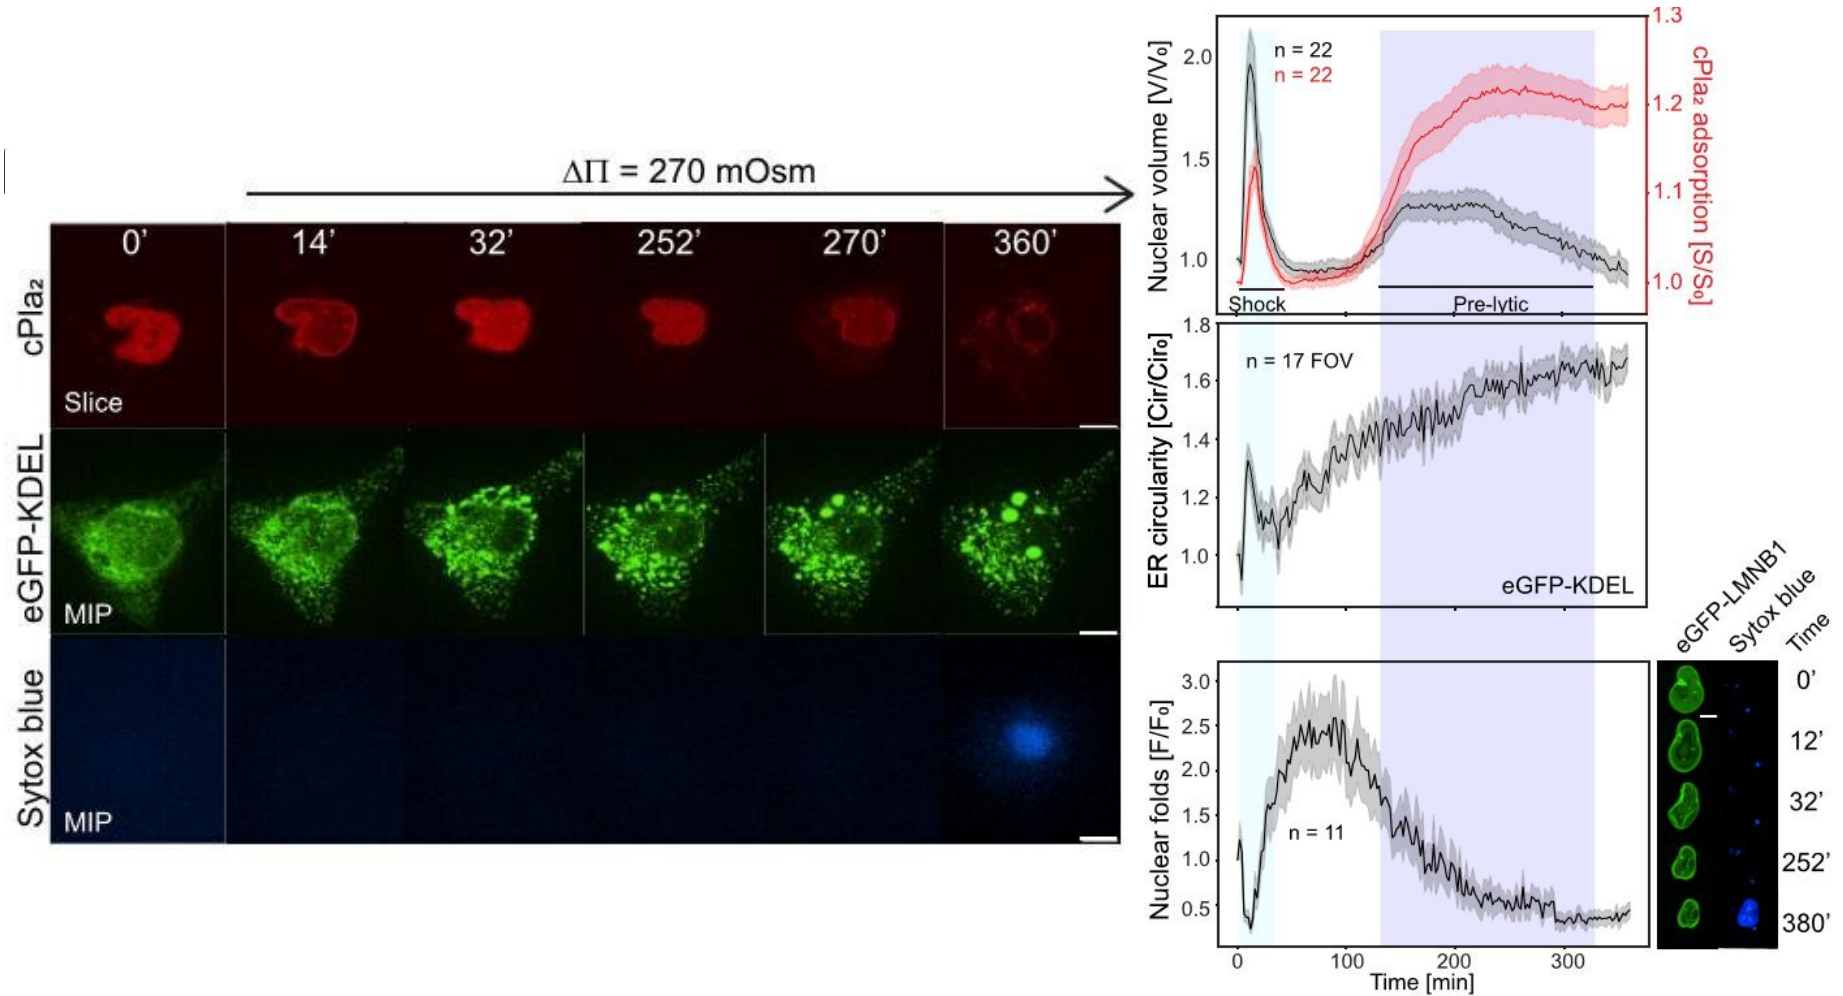 ΔΠ = 270 mOsm
0’ 14’ 32’ 252’ 270’ 360’
cPla₂
Slice
eGFP-KDEL
MIP
Sytox blue
MIP
Nuclear volume [V/V₀]
2.0
1.5
1.0
n = 22
n = 22
Shock
Pre-lytic
1.3
1.2
1.1
1.0
cPla₂ adsorption [S/S₀]
ER circularity [Cir/Cir₀]
1.8
1.6
1.4
1.2
1.0
n = 17 FOV
eGFP-KDEL
Nuclear folds [F/F₀]
3.0
2.5
2.0
1.5
1.0
0.5
n = 11
0 100 200 300
Time [min]
eGFP-LMNB1
Sytox blue
Time
0’
12’
32’
252’
380’